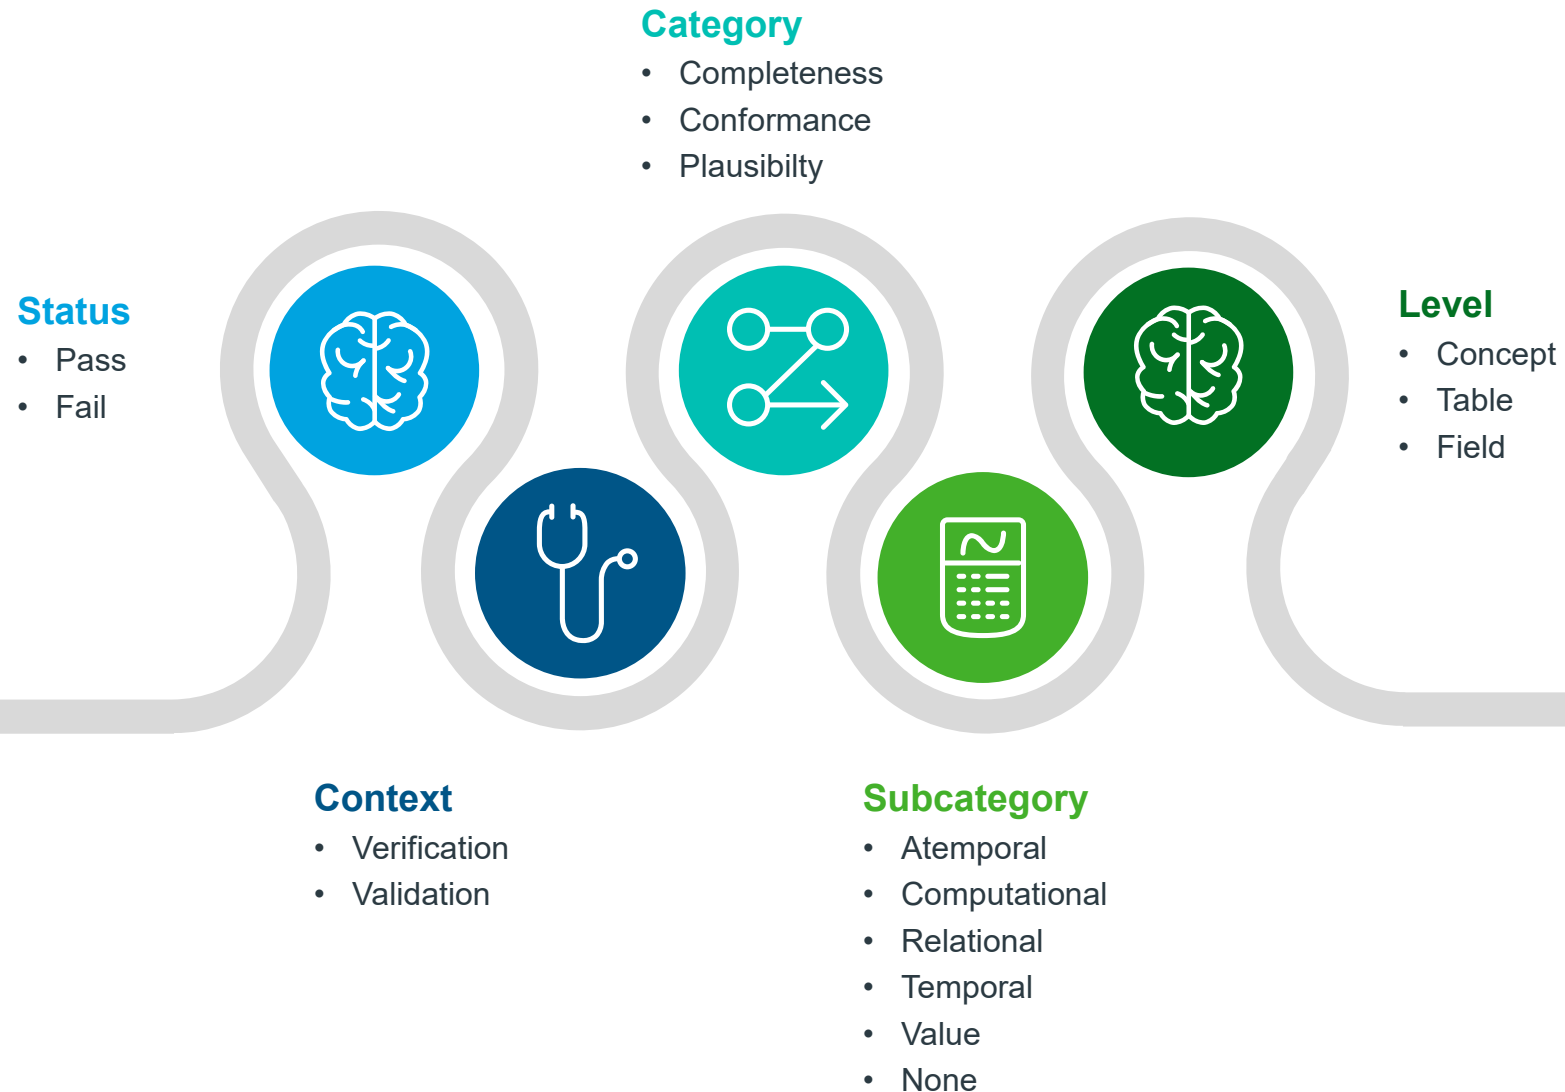 Category
• Completeness
• Conformance
• Plausibilty
Status
• Pass
• Fail
Level
• Concept
• Table
• Field
Context
• Verification
• Validation
Subcategory
• Atemporal
• Computational
• Relational
• Temporal
• Value
• None